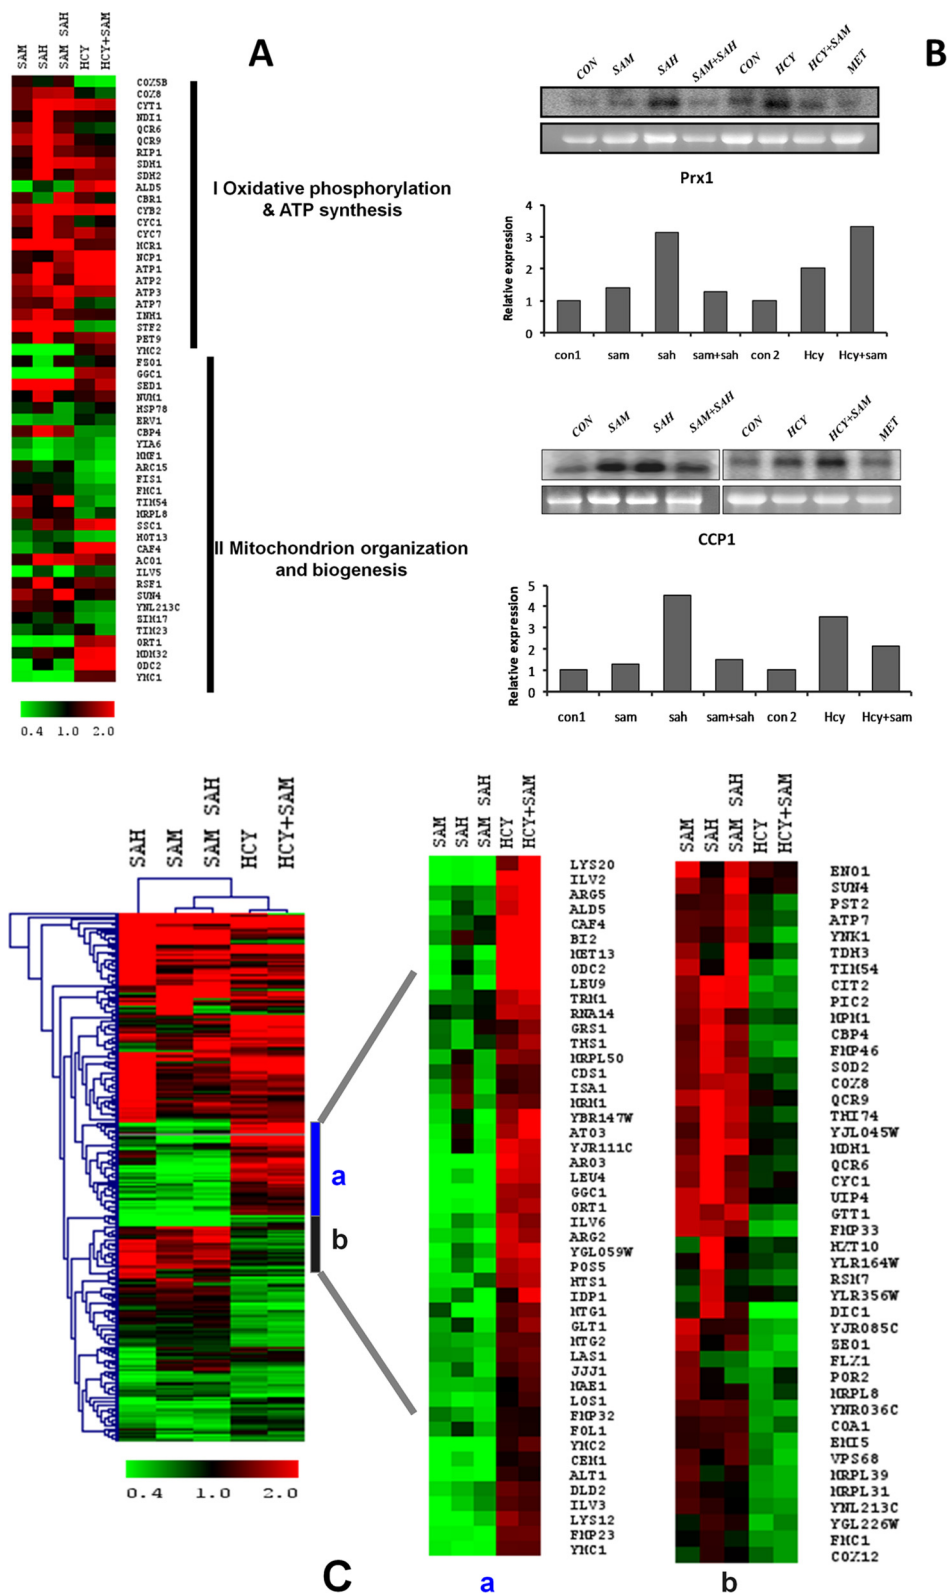 A
SAM
SAH
SAM SAH
HCY
HCY+SAM
COX5B
COX8
CYT1
NDI1
QCR6
QCR9
RIP1
SDH1
SDH2
ALD5
CBR1
CYB2
CYC1
CYC7
MCR1
NCP1
ATP1
ATP2
ATP3
ATP7
INH1
STF2
PET9
YMC2
FSO1
GGC1
SED1
NUM1
HSP78
ERV1
CBP4
YIA6
MMF1
ARC15
FIS1
FMC1
TIM54
MRPL8
SSC1
HOT13
CAF4
ACO1
ILV5
RSF1
SUN4
YNL213C
SIM17
TIM23
ORT1
MDM32
ODC2
YMC1
I Oxidative phosphorylation
& ATP synthesis
II Mitochondrion organization
and biogenesis
0.4 1.0 2.0
B
CON SAM SAH SAM+SAH CON HCY HCY+SAM MET
Prx1
Relative expression
4
3
2
1
0
con1 sam sah sam+sah con 2 Hcy Hcy+sam
CON SAM SAH SAM+SAH CON HCY HCY+SAM MET
CCP1
Relative expression
5
4
3
2
1
0
con1 sam sah sam+sah con 2 Hcy Hcy+sam
SAH
SAM
SAM SAH
HCY
HCY+SAM
a
b
0.4 1.0 2.0
C
SAM
SAH
SAM SAH
HCY
HCY+SAM
LYS20
ILV2
ARG5
ALD5
CAF4
BI2
MET13
ODC2
LEU9
TRM1
RNA14
GRS1
THS1
MRPL50
CDS1
ISA1
MRM1
YBR147W
ATO3
YJR111C
ARO3
LEU4
GGC1
ORT1
ILV6
ARG2
YGL059W
POS5
HTS1
IDP1
MTG1
GLT1
MTG2
LAS1
JJJ1
MAE1
LOS1
FMP32
FOL1
YMC2
CEM1
ALT1
DLD2
ILV3
LYS12
FMP23
YMC1
a
SAM
SAH
SAM SAH
HCY
HCY+SAM
ENO1
SUN4
PST2
ATP7
YNK1
TDH3
TIM54
CIT2
PIC2
MPM1
CBP4
FMP46
SOD2
COX8
QCR9
THI74
YJL045W
MDH1
QCR6
CYC1
UIP4
GTT1
FMP33
HXT10
YLR164W
RSM7
YLR356W
DIC1
YJR085C
SEO1
FLX1
POR2
MRPL8
YNR036C
COA1
EMI5
VPS68
MRPL39
MRPL31
YNL213C
YGL226W
FMC1
COX12
b